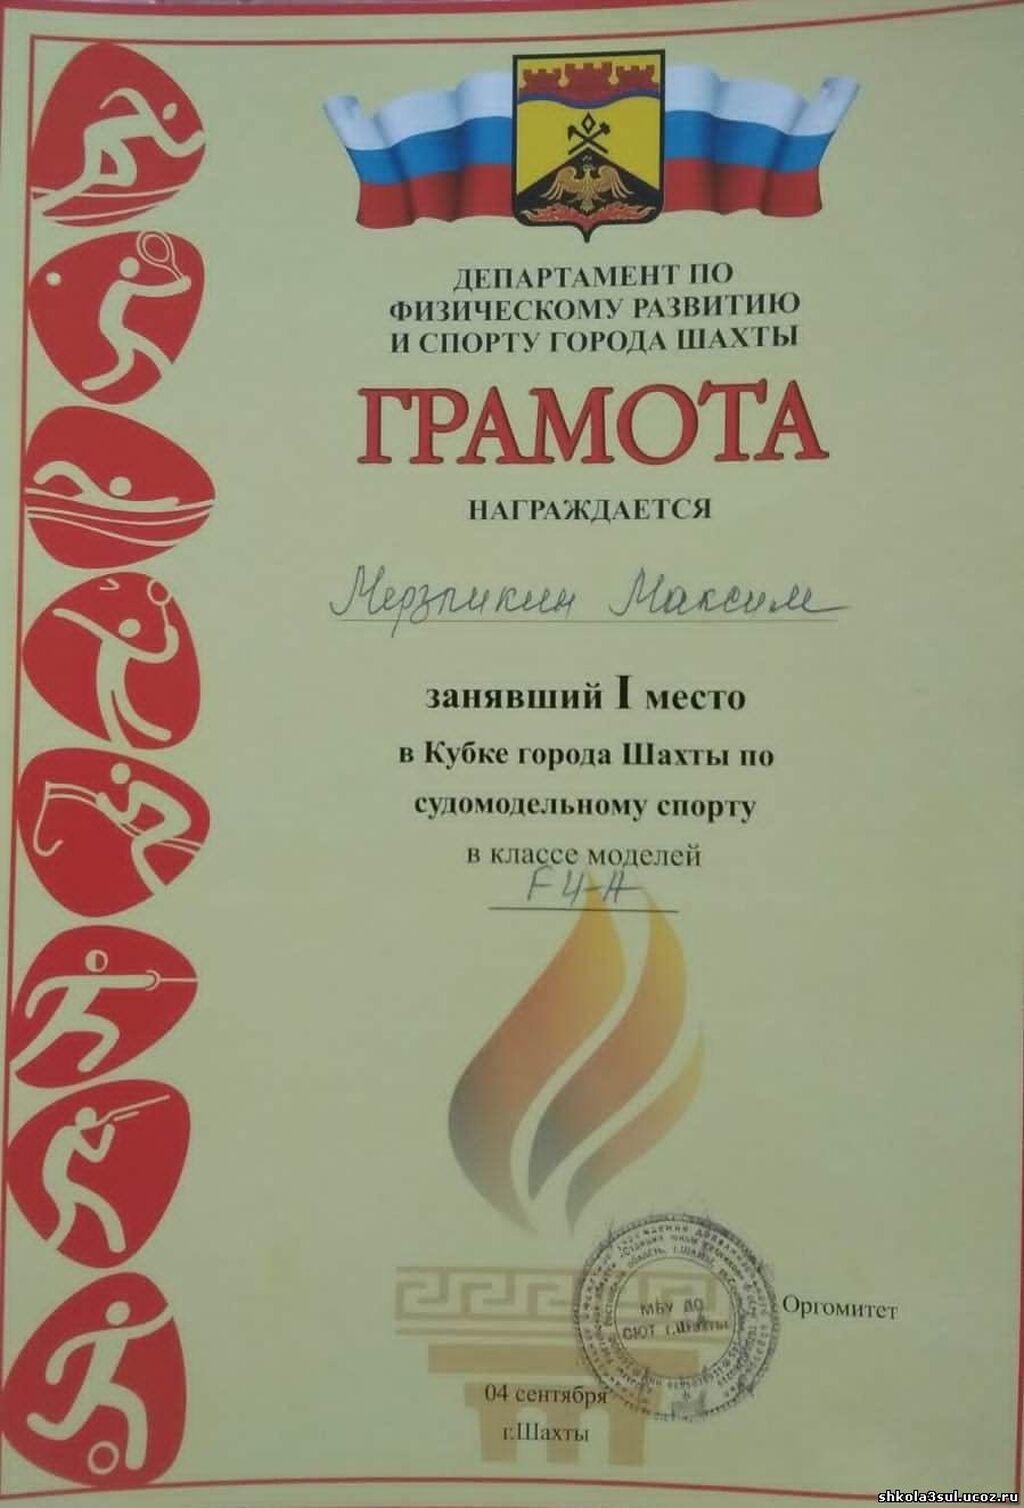 ДЕПАРТАМЕНТ ПО
ФИЗИЧЕСКОМУ РАЗВИТИЮ
И СПОРТУ ГОРОДА ШАХТЫ
ГРАМОТА
НАГРАЖДАЕТСЯ
Мерзликин Максим
занявший I место
в Кубке города Шахты по
судомодельному спорту
в классе моделей
F4-А
МБУ ДО
СЮТ г.Шахты
Оргомитет
04 сентября
г.Шахты
shkola3sul.ucoz.ru